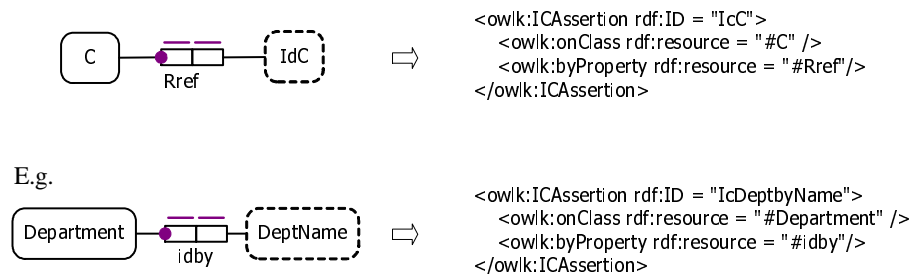 C
IdC
Rref
<owlk:ICAssertion rdf:ID = "IcC">
<owlk:onClass rdf:resource = "#C" />
<owlk:byProperty rdf:resource = "#Rref"/>
</owlk:ICAssertion>
E.g.
Department
DeptName
idby
<owlk:ICAssertion rdf:ID = "IcDeptbyName">
<owlk:onClass rdf:resource = "#Department" />
<owlk:byProperty rdf:resource = "#idby"/>
</owlk:ICAssertion>